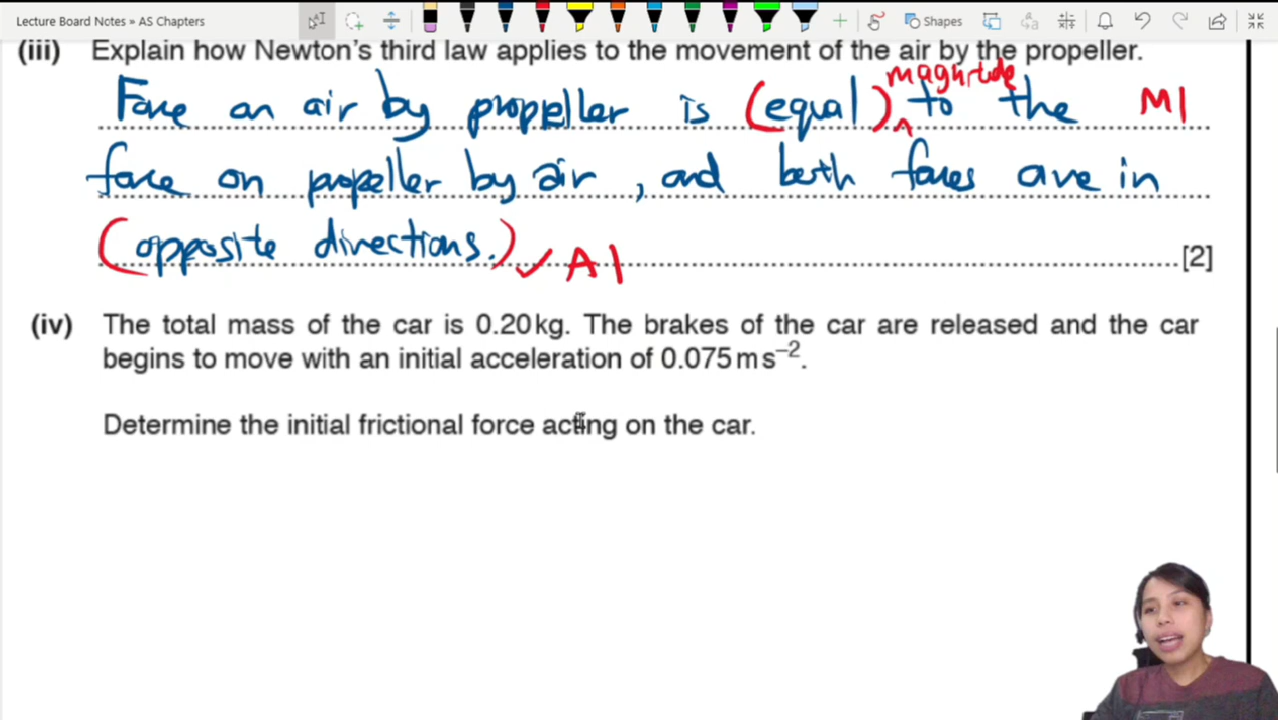 Lecture Board Notes » AS Chapters
Shapes
(iii) Explain how Newton's third law applies to the movement of the air by the propeller.
magnitude
Force on air by propeller is (equal) ^ to the M1
force on propeller by air, and both forces are in
(opposite directions.) ✓ A1 [2]
(iv) The total mass of the car is 0.20 kg. The brakes of the car are released and the car
begins to move with an initial acceleration of 0.075 m s⁻².
Determine the initial frictional force acting on the car.